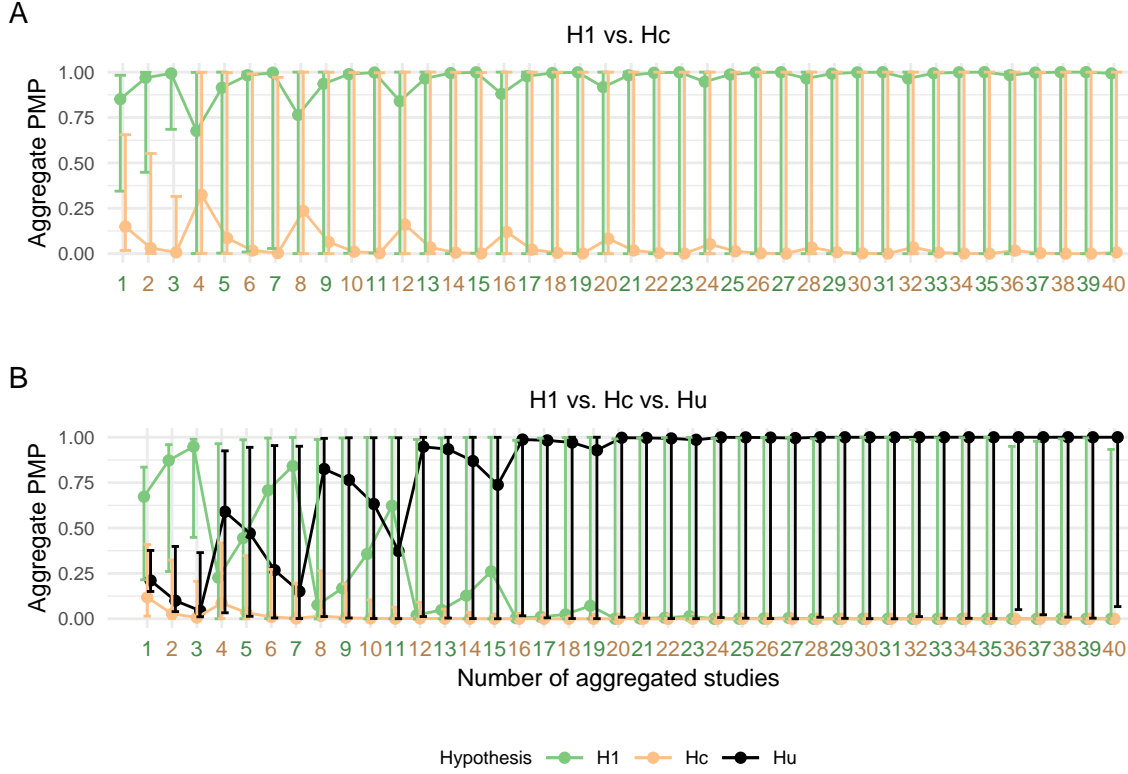 A
H1 vs. Hc
Aggregate PMP
1.00
0.75
0.50
0.25
0.00
1 2 3 4 5 6 7 8 9 10 11 12 13 14 15 16 17 18 19 20 21 22 23 24 25 26 27 28 29 30 31 32 33 34 35 36 37 38 39 40
B
H1 vs. Hc vs. Hu
Aggregate PMP
1.00
0.75
0.50
0.25
0.00
1 2 3 4 5 6 7 8 9 10 11 12 13 14 15 16 17 18 19 20 21 22 23 24 25 26 27 28 29 30 31 32 33 34 35 36 37 38 39 40
Number of aggregated studies
Hypothesis H1 Hc Hu